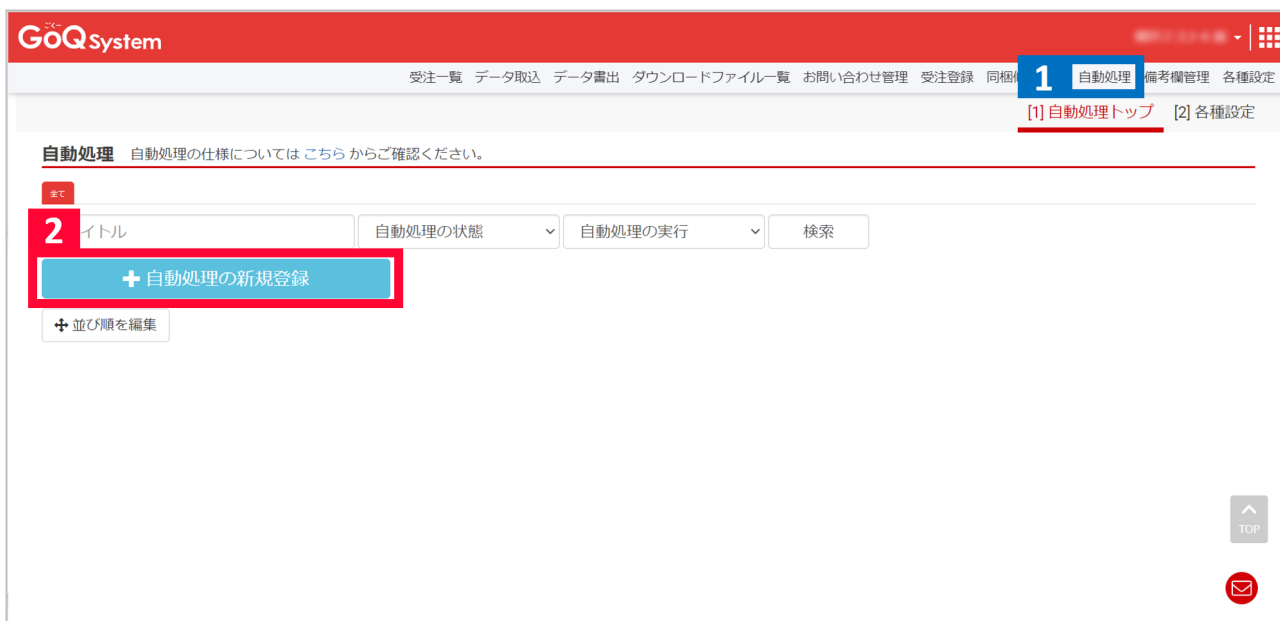 ごくー
GoQSystem
受注一覧 データ取込 データ書出 ダウンロードファイル一覧 お問い合わせ管理 受注登録 同梱 1 自動処理 備考欄管理 各種設定
[1] 自動処理トップ [2] 各種設定
自動処理 自動処理の仕様については こちら からご確認ください。
全て
2 イトル 自動処理の状態 自動処理の実行 検索
自動処理の新規登録
並び順を編集
TOP